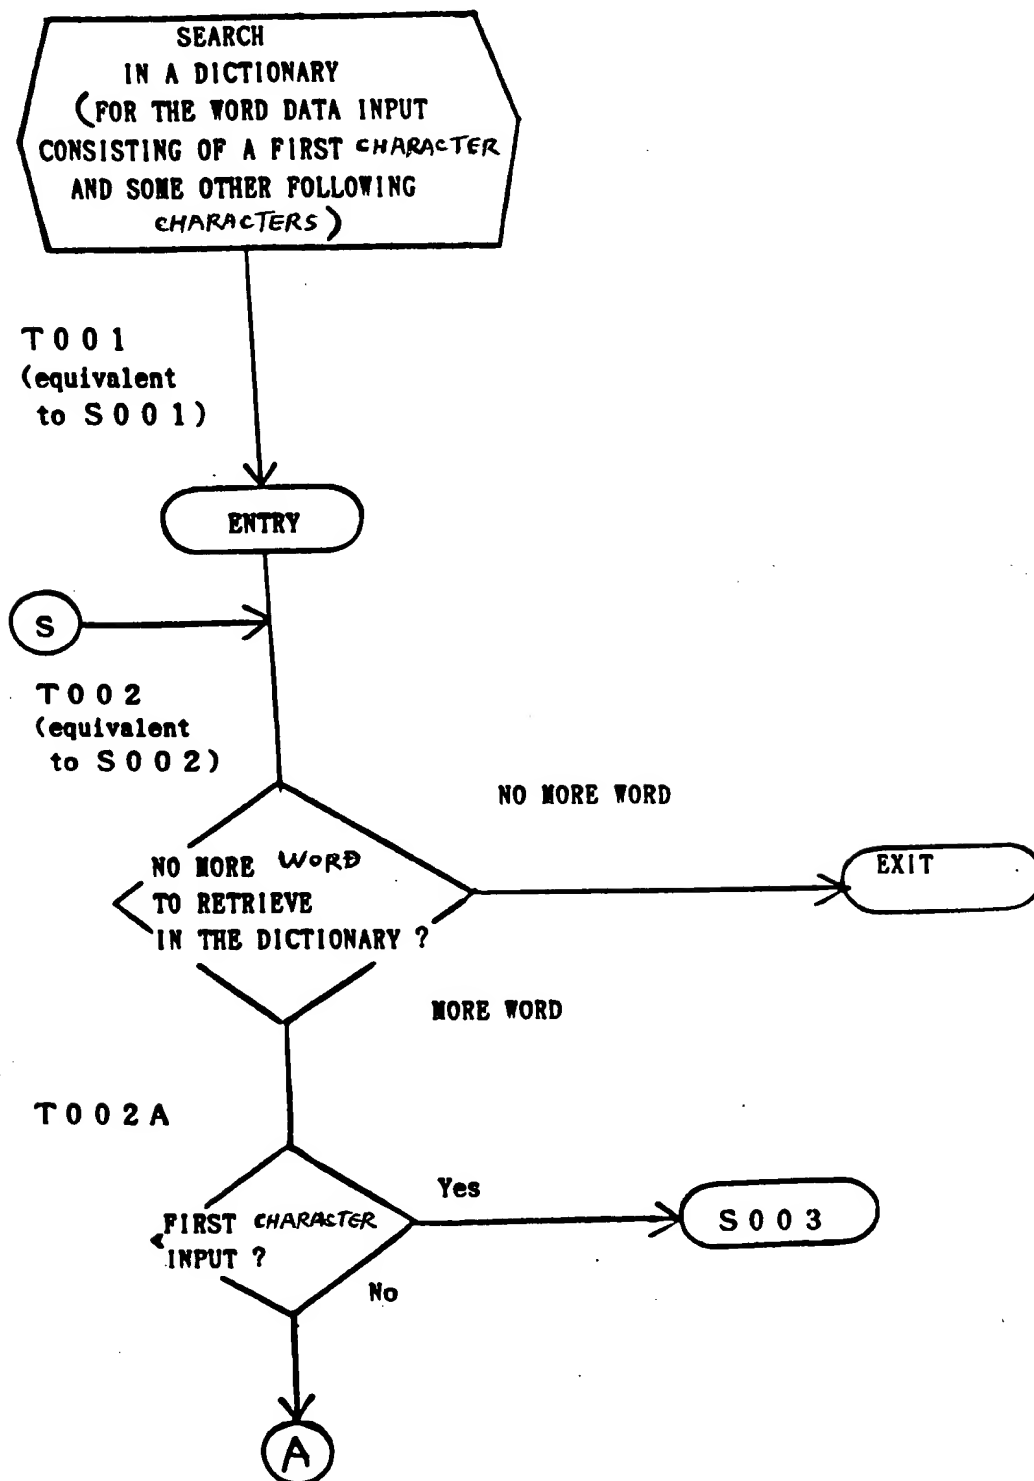 SEARCH
IN A DICTIONARY
(FOR THE WORD DATA INPUT
CONSISTING OF A FIRST CHARACTER
AND SOME OTHER FOLLOWING
CHARACTERS)
T001
(equivalent
to S001)
ENTRY
S
T002
(equivalent
to S002)
NO MORE WORD
NO MORE WORD
TO RETRIEVE
IN THE DICTIONARY ?
EXIT
MORE WORD
T002A
Yes
FIRST CHARACTER
INPUT ?
S003
No
A